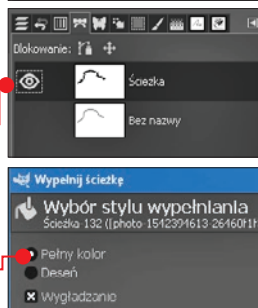 Blokowanie:
Ścieżka
Bez nazwy
Wypełnij ścieżkę
Wybór stylu wypełniania
Ścieżka-132 ([photo-1542394613-26460f1f
Pełny kolor
Deseń
Wygładzanie